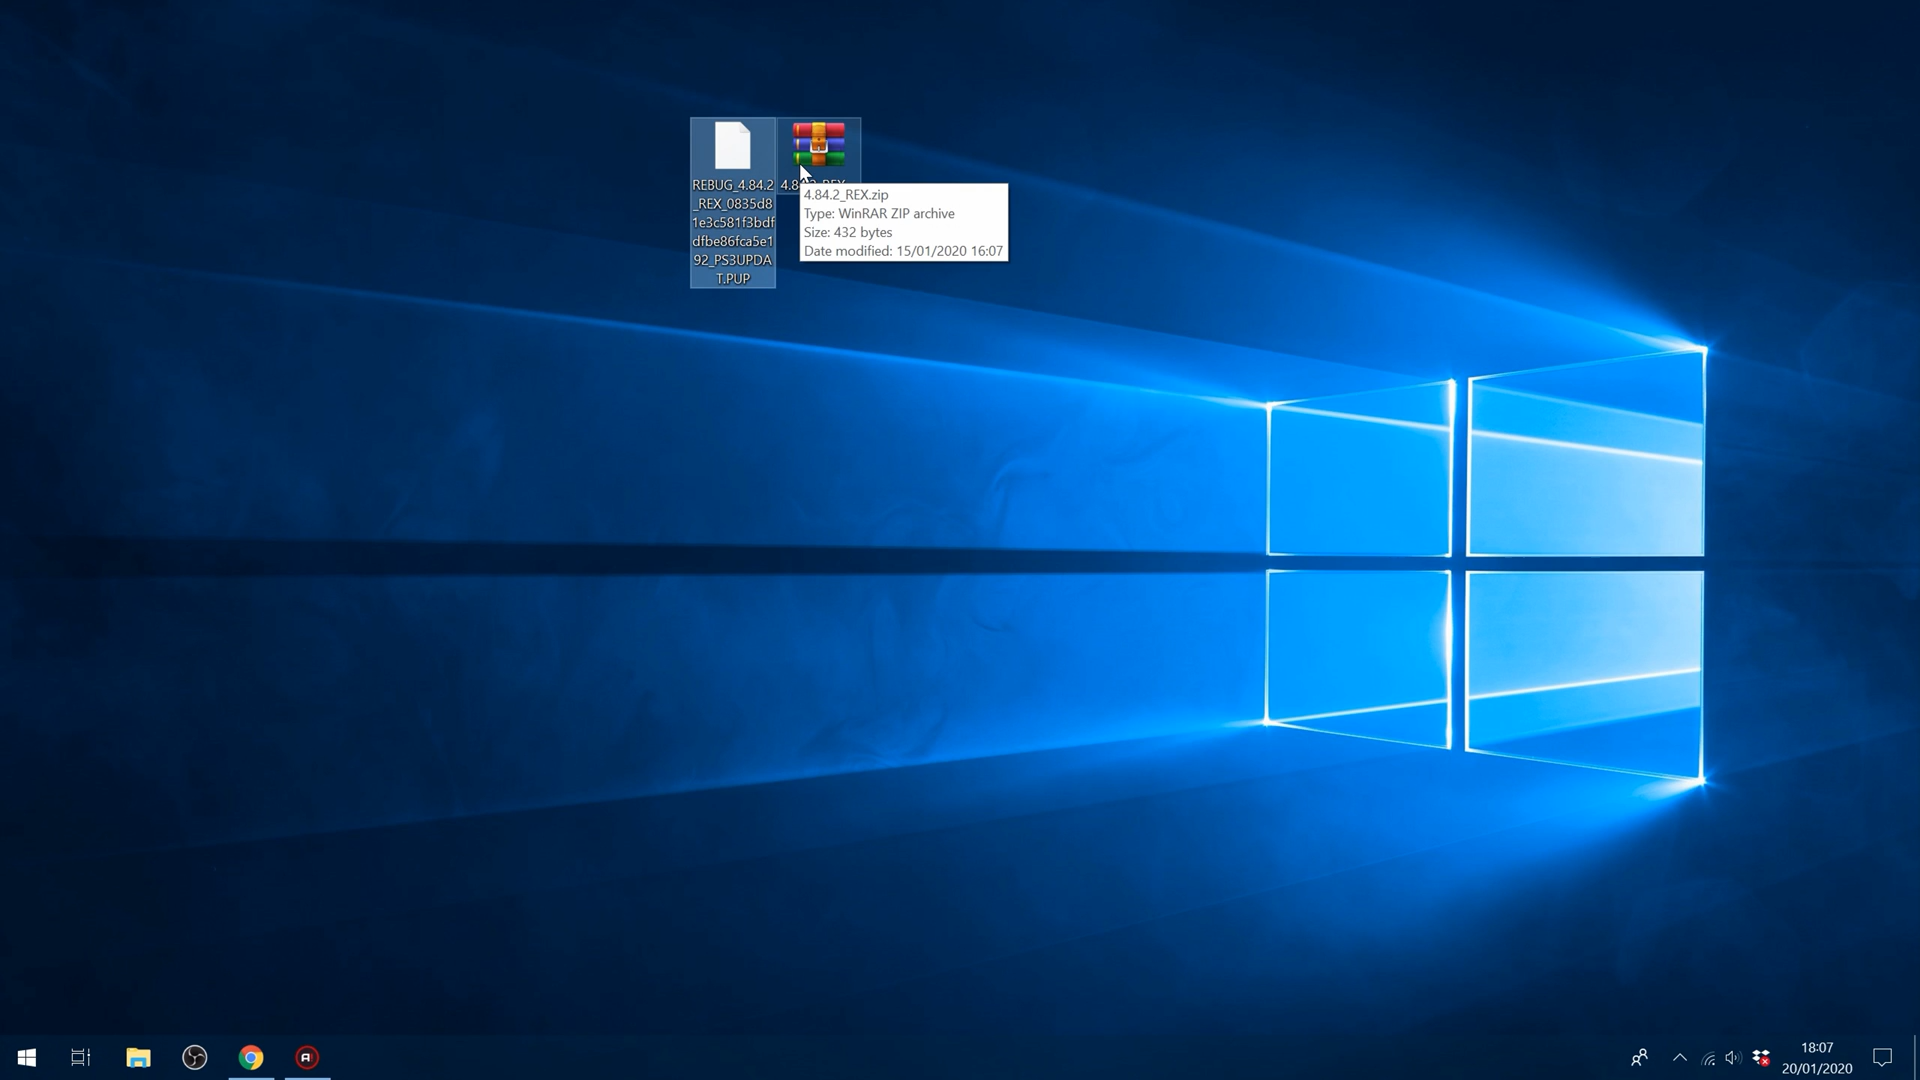 REBUG_4.84.2
_REX_0835d8
1e3c581f3bdf
dfbe86fca5e1
92_PS3UPDA
T.PUP
4.84.2_REX.zip
Type: WinRAR ZIP archive
Size: 432 bytes
Date modified: 15/01/2020 16:07
18:07
20/01/2020